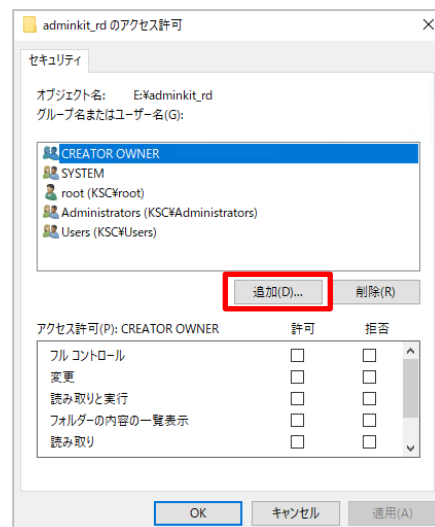 adminkit_rd のアクセス許可
セキュリティ
オブジェクト名: E:¥adminkit_rd
グループ名またはユーザー名(G):
CREATOR OWNER
SYSTEM
root (KSC¥root)
Administrators (KSC¥Administrators)
Users (KSC¥Users)
追加(D)... 削除(R)
アクセス許可(P): CREATOR OWNER 許可 拒否
フル コントロール
変更
読み取りと実行
フォルダーの内容の一覧表示
読み取り
OK キャンセル 適用(A)